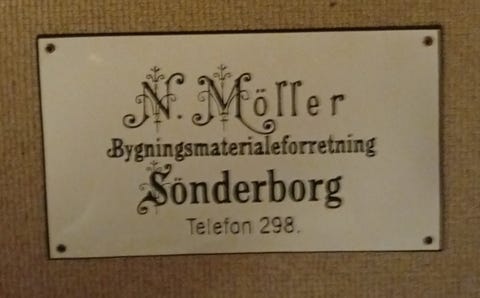 N. Möller
Bygningsmaterialeforretning
Sönderborg
Telefon 298.